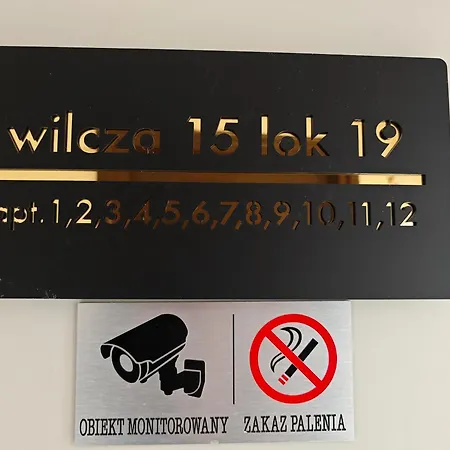 wilcza 15 lok 19
apt. 1,2,3,4,5,6,7,8,9,10,11,12
OBIEKT MONITOROWANY
ZAKAZ PALENIA